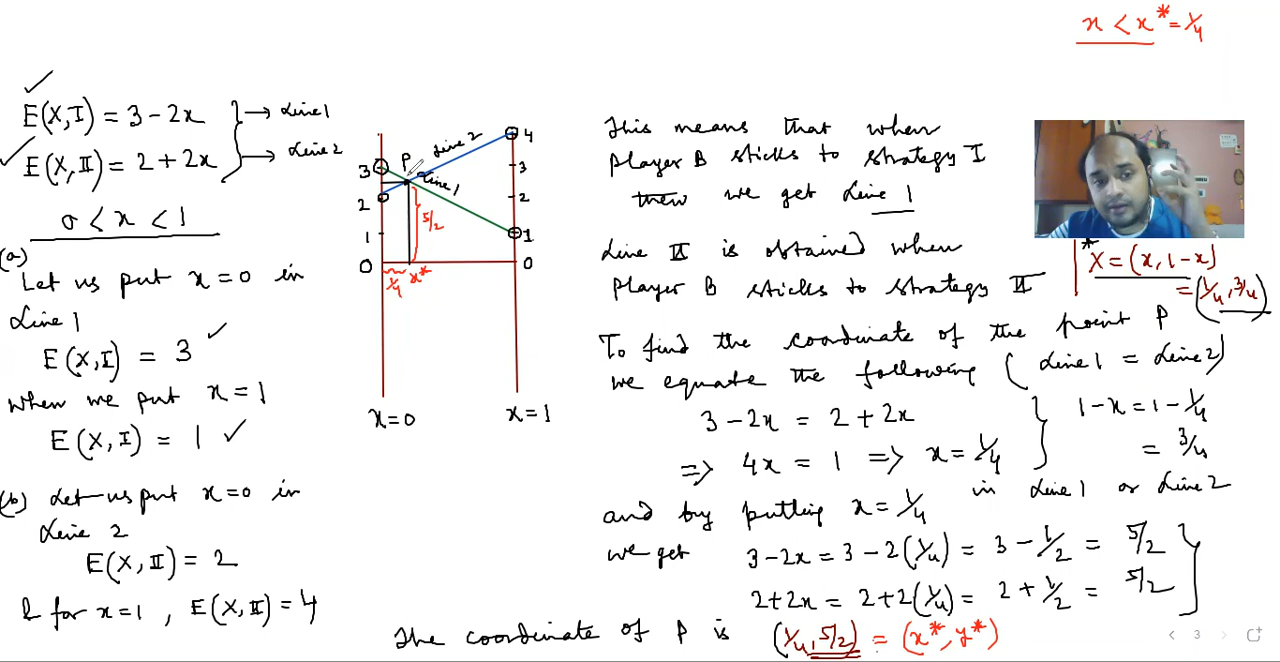 x < x* = 1/4
E(X,I) = 3 - 2x } → Line 1
E(X,II) = 2 + 2x } → Line 2
0 < x < 1
(a)
Let us put x = 0 in
Line 1
E(X,I) = 3
when we put x = 1
E(X,I) = 1
(b) Let us put x = 0 in
Line 2
E(X,II) = 2
& for x = 1, E(X,II) = 4
P
Line 2
Line 1
3
2
1
0
4
3
2
1
0
5/2
1/4
x*
x = 0
x = 1
This means that when
Player B sticks to strategy I
then we get Line 1
Line II is obtained when
player B sticks to strategy II
X* = (x, 1-x)
= (1/4, 3/4)
To find the coordinate of the point P
we equate the following (Line 1 = Line 2)
3 - 2x = 2 + 2x
=> 4x = 1 => x = 1/4
1 - x = 1 - 1/4
= 3/4
and by putting x = 1/4 in Line 1 or Line 2
we get 3 - 2x = 3 - 2(1/4) = 3 - 1/2 = 5/2
2 + 2x = 2 + 2(1/4) = 2 + 1/2 = 5/2
The coordinate of P is (1/4, 5/2) = (x*, y*)
< 3 >